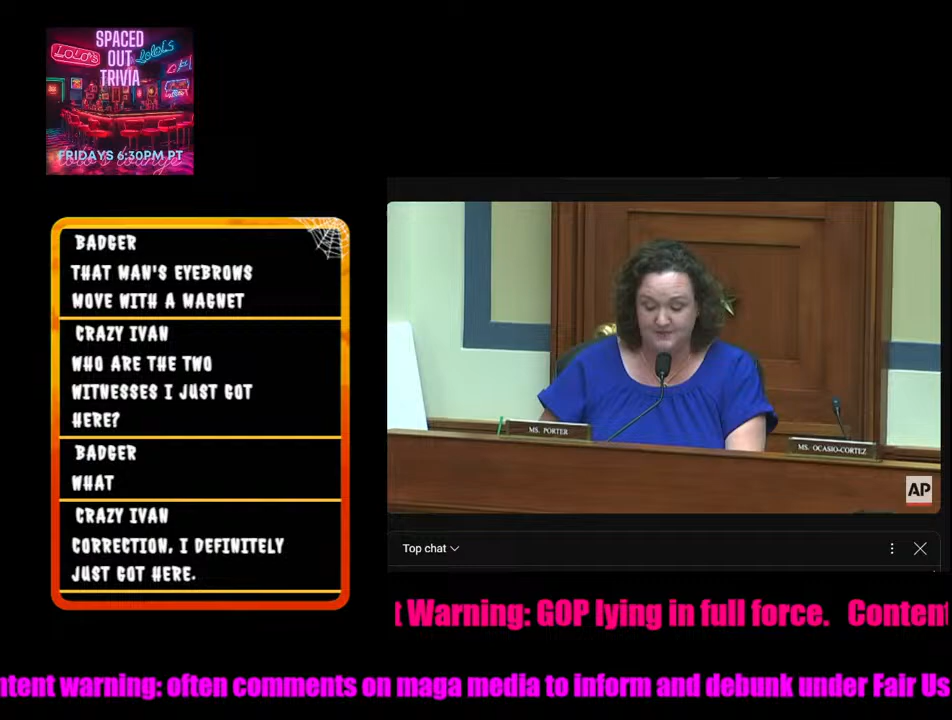 SPACED
OUT
TRIVIA
LOLO'S
FRIDAYS 6:30PM PT
lolo's lounge
BADGER
THAT MAN'S EYEBROWS
MOVE WITH A MAGNET
CRAZY IVAN
WHO ARE THE TWO
WITNESSES I JUST GOT
HERE?
BADGER
WHAT
CRAZY IVAN
CORRECTION, I DEFINITELY
JUST GOT HERE.
MS. PORTER
MS. OCASIO-CORTEZ
AP
Top chat
t Warning: GOP lying in full force. Content
ntent warning: often comments on maga media to inform and debunk under Fair Us